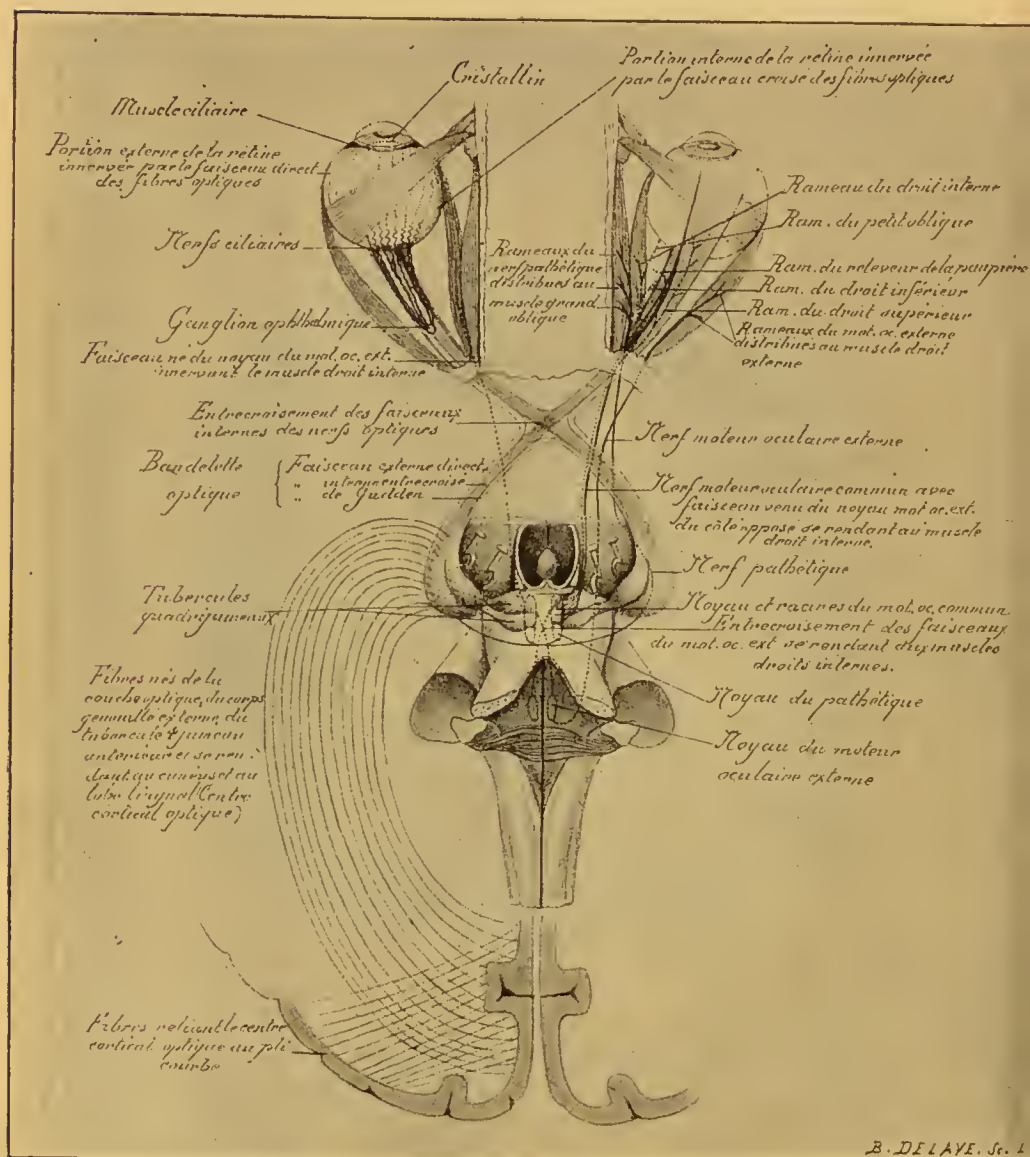 Cristallin
Portion interne de la rétine innervée
par le faisceau croisé des fibres optiques
Muscle ciliaire
Portion externe de la rétine
innervée par le faisceau direct
des fibres optiques
Nerfs ciliaires
Ganglion ophthalmique
Faisceau né du noyau du mot. oc. ext.
innervant le muscle droit interne
Rameaux du
nerf pathétique
distribués au
muscle grand
oblique
Rameau du droit interne
Ram. du petit oblique
Ram. du releveur de la paupière
Ram. du droit inférieur
Ram. du droit supérieur
Rameaux du mot. oc. externe
distribués au muscle droit
externe
Entrecroisement des faisceaux
internes des nerfs optiques
Bandelette
optique
Faisceau externe direct
„ interne entrecroisé
„ de Gudden
Nerf moteur oculaire externe
Nerf moteur oculaire commun avec
faisceau venu du noyau mot. oc. ext.
du côté opposé se rendant au muscle
droit interne.
Nerf pathétique
Tubercules
quadrijumeaux
Noyau et racines du mot. oc. commun
Entrecroisement des faisceaux
du mot. oc. ext se rendant aux muscles
droits internes.
Noyau du pathétique
Noyau du moteur
oculaire externe
Fibres nés de la
couche optique, du corps
genouillé externe, du
tubercule 4 jumeau
antérieur et se ren-
dant au cunéus et au
lobe lingual (Centre
cortical optique)
Fibres reliant le centre
cortical optique au pli
courbe
B. DELAYE. Sc.